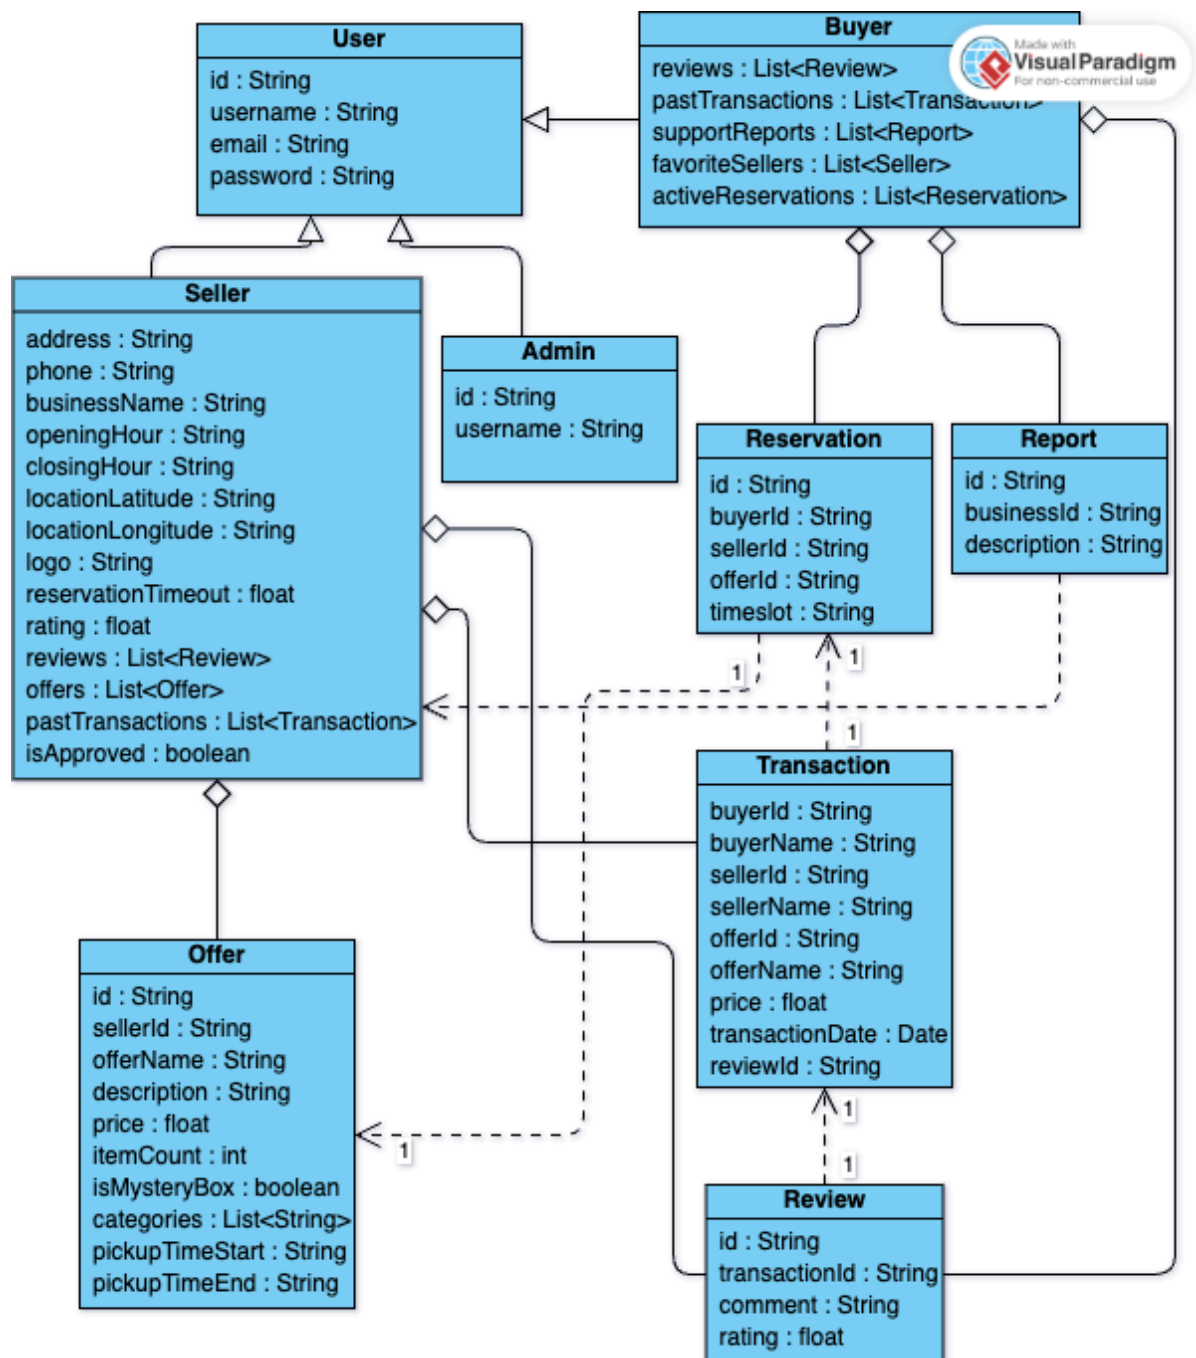 User
id : String
username : String
email : String
password : String
Buyer
reviews : List<Review>
pastTransactions : List<Transaction>
supportReports : List<Report>
favoriteSellers : List<Seller>
activeReservations : List<Reservation>
Made with
Visual Paradigm
For non-commercial use
Seller
address : String
phone : String
businessName : String
openingHour : String
closingHour : String
locationLatitude : String
locationLongitude : String
logo : String
reservationTimeout : float
rating : float
reviews : List<Review>
offers : List<Offer>
pastTransactions : List<Transaction>
isApproved : boolean
Admin
id : String
username : String
Reservation
id : String
buyerId : String
sellerId : String
offerId : String
timeslot : String
Report
id : String
businessId : String
description : String
1
1
1
Transaction
buyerId : String
buyerName : String
sellerId : String
sellerName : String
offerId : String
offerName : String
price : float
transactionDate : Date
reviewId : String
Offer
id : String
sellerId : String
offerName : String
description : String
price : float
itemCount : int
isMysteryBox : boolean
categories : List<String>
pickupTimeStart : String
pickupTimeEnd : String
1
1
1
Review
id : String
transactionId : String
comment : String
rating : float